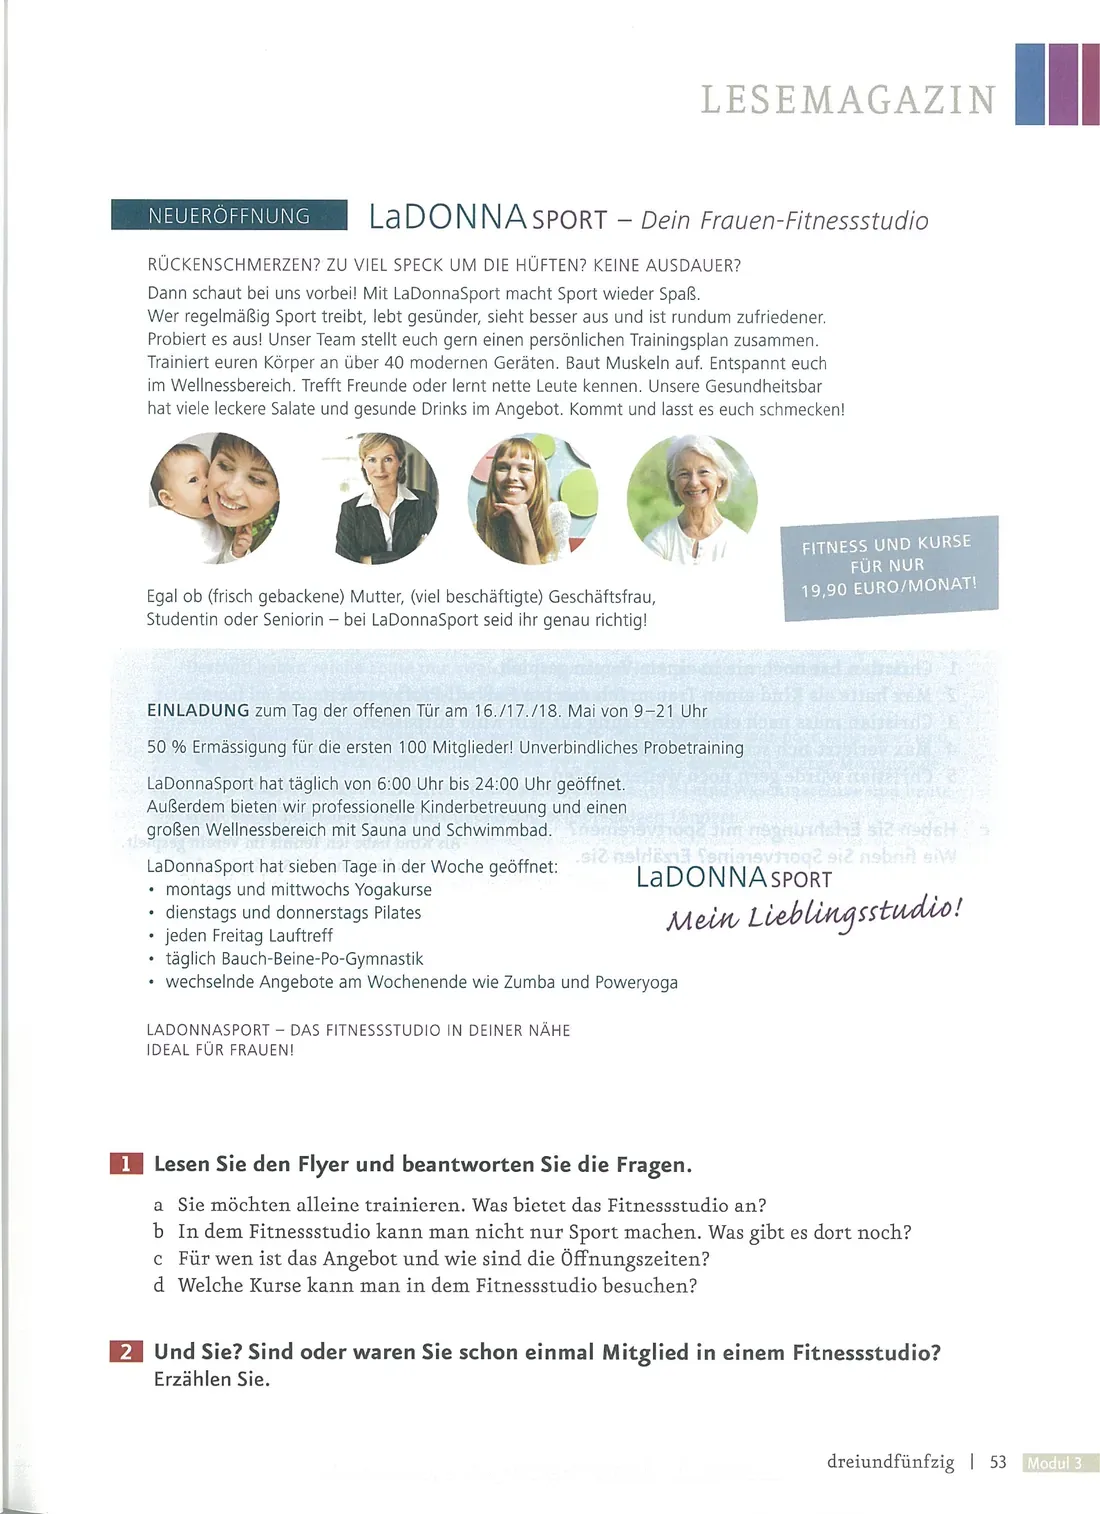 LESEMAGAZIN
NEUERÖFFNUNG
LaDONNA SPORT – Dein Frauen-Fitnessstudio
RÜCKENSCHMERZEN? ZU VIEL SPECK UM DIE HÜFTEN? KEINE AUSDAUER?
Dann schaut bei uns vorbei! Mit LaDonnaSport macht Sport wieder Spaß.
Wer regelmäßig Sport treibt, lebt gesünder, sieht besser aus und ist rundum zufriedener.
Probiert es aus! Unser Team stellt euch gern einen persönlichen Trainingsplan zusammen.
Trainiert euren Körper an über 40 modernen Geräten. Baut Muskeln auf. Entspannt euch
im Wellnessbereich. Trefft Freunde oder lernt nette Leute kennen. Unsere Gesundheitsbar
hat viele leckere Salate und gesunde Drinks im Angebot. Kommt und lasst es euch schmecken!
FITNESS UND KURSE
FÜR NUR
19,90 EURO/MONAT!
Egal ob (frisch gebackene) Mutter, (viel beschäftigte) Geschäftsfrau,
Studentin oder Seniorin – bei LaDonnaSport seid ihr genau richtig!
EINLADUNG zum Tag der offenen Tür am 16./17./18. Mai von 9–21 Uhr
50 % Ermässigung für die ersten 100 Mitglieder! Unverbindliches Probetraining
LaDonnaSport hat täglich von 6:00 Uhr bis 24:00 Uhr geöffnet.
Außerdem bieten wir professionelle Kinderbetreuung und einen
großen Wellnessbereich mit Sauna und Schwimmbad.
LaDonnaSport hat sieben Tage in der Woche geöffnet:
• montags und mittwochs Yogakurse
• dienstags und donnerstags Pilates
• jeden Freitag Lauftreff
• täglich Bauch-Beine-Po-Gymnastik
• wechselnde Angebote am Wochenende wie Zumba und Poweryoga
LaDONNA SPORT
Mein Lieblingsstudio!
LADONNASPORT – DAS FITNESSSTUDIO IN DEINER NÄHE
IDEAL FÜR FRAUEN!
1 Lesen Sie den Flyer und beantworten Sie die Fragen.
a Sie möchten alleine trainieren. Was bietet das Fitnessstudio an?
b In dem Fitnessstudio kann man nicht nur Sport machen. Was gibt es dort noch?
c Für wen ist das Angebot und wie sind die Öffnungszeiten?
d Welche Kurse kann man in dem Fitnessstudio besuchen?
2 Und Sie? Sind oder waren Sie schon einmal Mitglied in einem Fitnessstudio?
Erzählen Sie.
dreiundfünfzig | 53 Modul 3